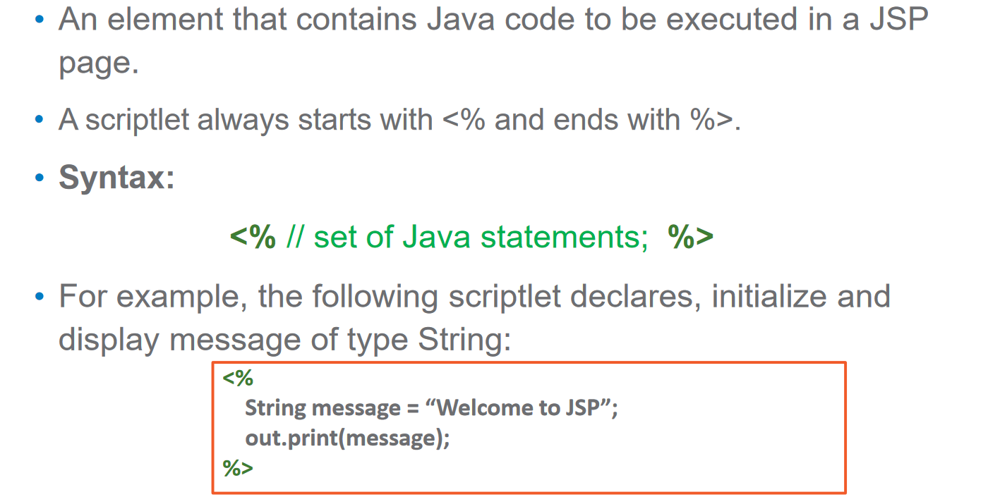 • An element that contains Java code to be executed in a JSP
page.
• A scriptlet always starts with <% and ends with %>.
• Syntax:
<% // set of Java statements; %>
• For example, the following scriptlet declares, initialize and
display message of type String:
<%
String message = “Welcome to JSP”;
out.print(message);
%>